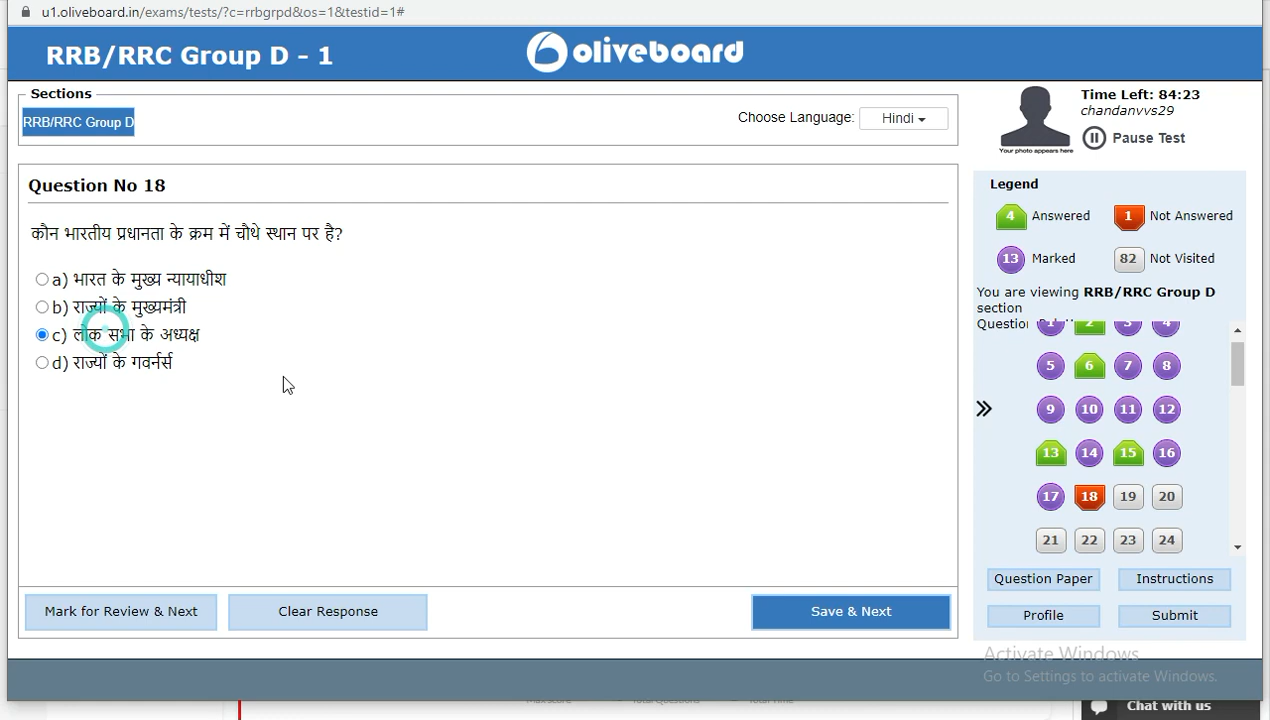 u1.oliveboard.in/exams/tests/?c=rrbgrpd&os=1&testid=1#
RRB/RRC Group D - 1
oliveboard
Sections
RRB/RRC Group D
Choose Language:
Hindi
Time Left: 84:23
chandanvvs29
Pause Test
Your photo appears here
Question No 18
कौन भारतीय प्रधानता के क्रम में चौथे स्थान पर है?
a) भारत के मुख्य न्यायाधीश
b) राज्यों के मुख्यमंत्री
c) लोक सभा के अध्यक्ष
d) राज्यों के गवर्नर्स
Mark for Review & Next
Clear Response
Save & Next
Legend
4 Answered
1 Not Answered
13 Marked
82 Not Visited
You are viewing RRB/RRC Group D
section
Question
1 2 3 4
5 6 7 8
9 10 11 12
13 14 15 16
17 18 19 20
21 22 23 24
Question Paper
Instructions
Profile
Submit
Activate Windows
Go to Settings to activate Windows.
Chat with us